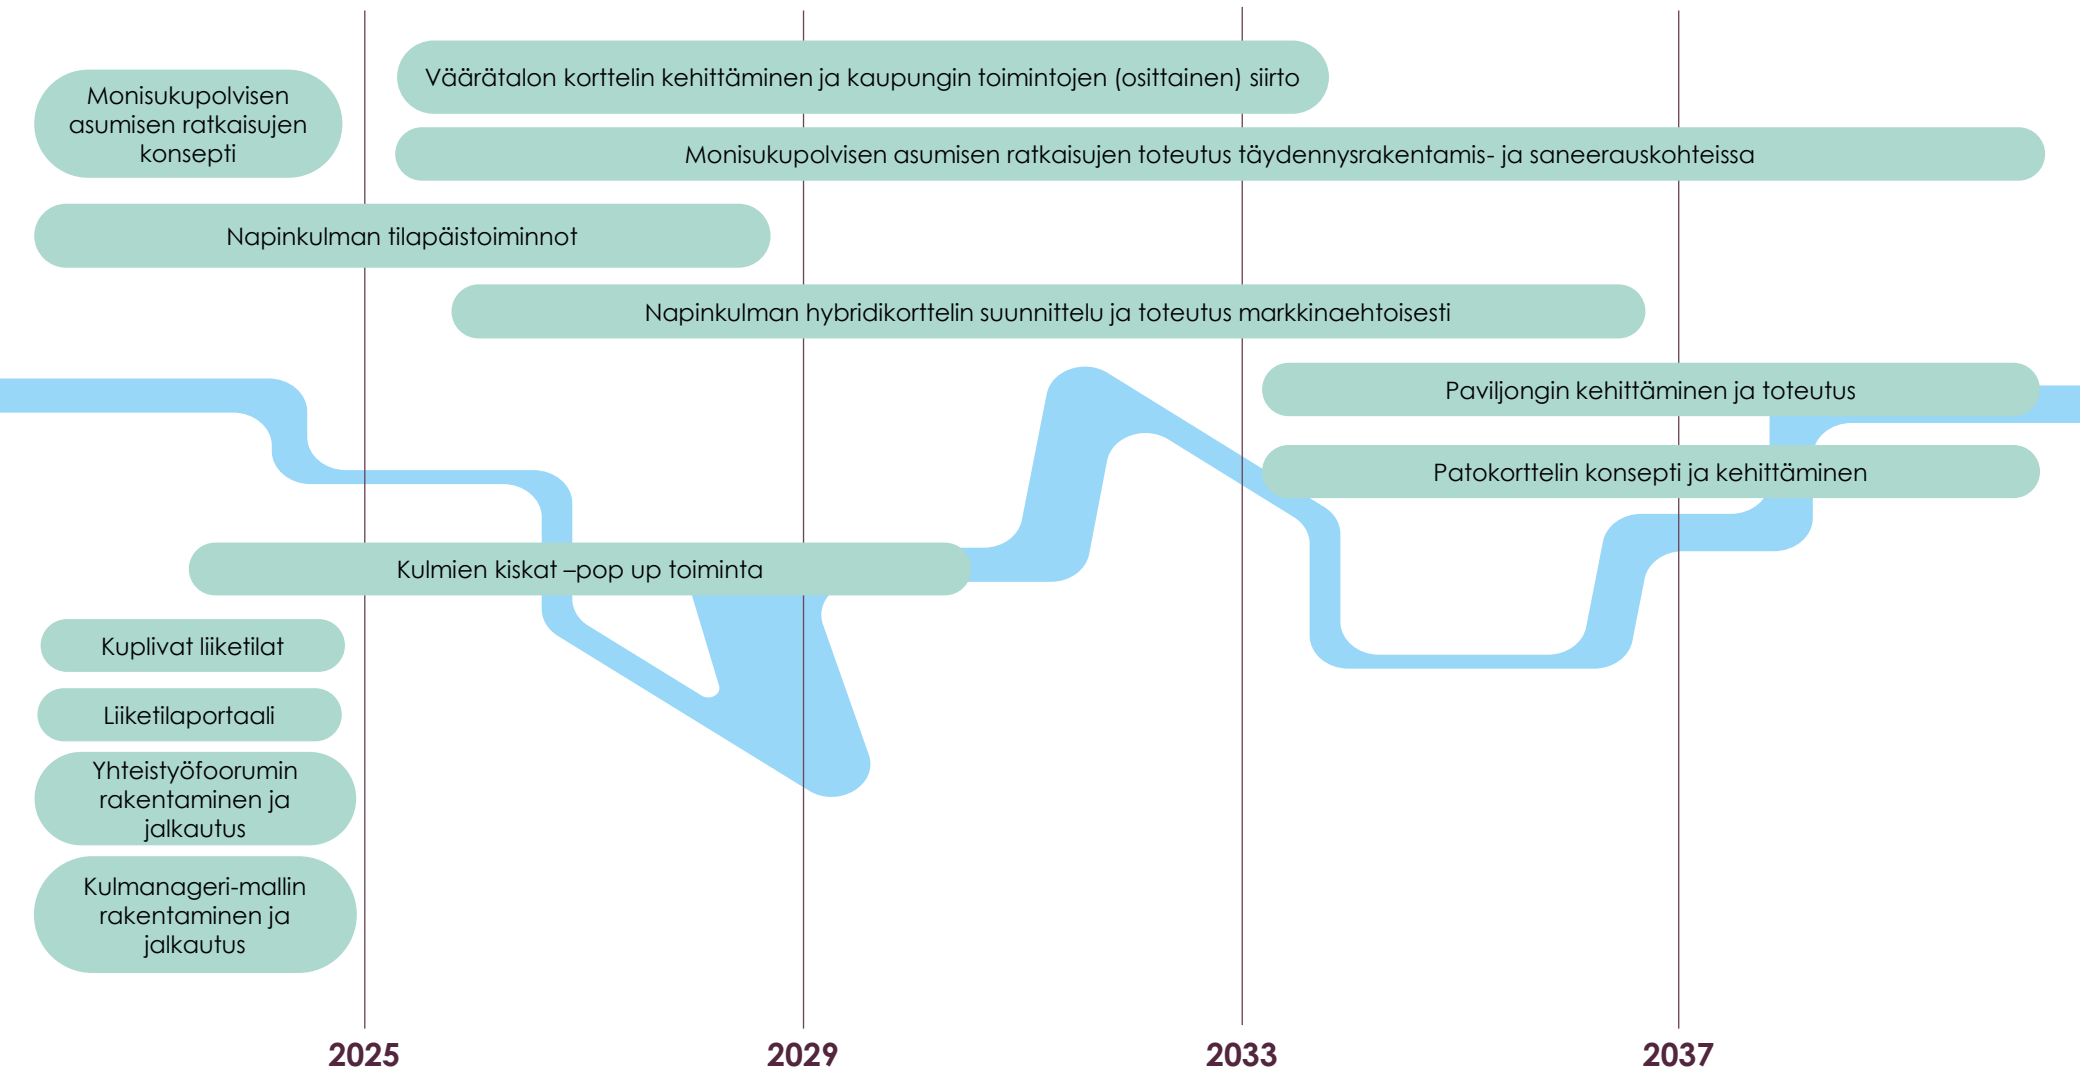 Väärätalon korttelin kehittäminen ja kaupungin toimintojen (osittainen) siirto
Monisukupolvisen
asumisen ratkaisujen
konsepti
Monisukupolvisen asumisen ratkaisujen toteutus täydennysrakentamis- ja saneerauskohteissa
Napinkulman tilapäistoiminnot
Napinkulman hybridikorttelin suunnittelu ja toteutus markkinaehtoisesti
Paviljongin kehittäminen ja toteutus
Patokorttelin konsepti ja kehittäminen
Kulmien kiskat –pop up toiminta
Kuplivat liiketilat
Liiketilaportaali
Yhteistyöfoorumin
rakentaminen ja
jalkautus
Kulmanageri-mallin
rakentaminen ja
jalkautus
2025
2029
2033
2037